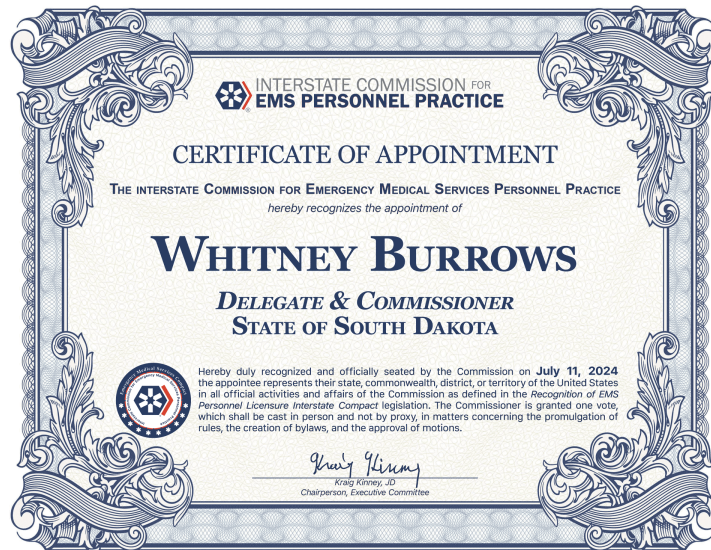 INTERSTATE COMMISSION FOR
EMS PERSONNEL PRACTICE
®
CERTIFICATE OF APPOINTMENT
THE INTERSTATE COMMISSION FOR EMERGENCY MEDICAL SERVICES PERSONNEL PRACTICE
hereby recognizes the appointment of
WHITNEY BURROWS
DELEGATE & COMMISSIONER
STATE OF SOUTH DAKOTA
Emergency Medical Services Compact
Hereby duly recognized and officially seated by the Commission on July 11, 2024
the appointee represents their state, commonwealth, district, or territory of the United States
in all official activities and affairs of the Commission as defined in the Recognition of EMS
Personnel Licensure Interstate Compact legislation. The Commissioner is granted one vote,
which shall be cast in person and not by proxy, in matters concerning the promulgation of
rules, the creation of bylaws, and the approval of motions.
Kraig Kinney
Kraig Kinney, JD
Chairperson, Executive Committee